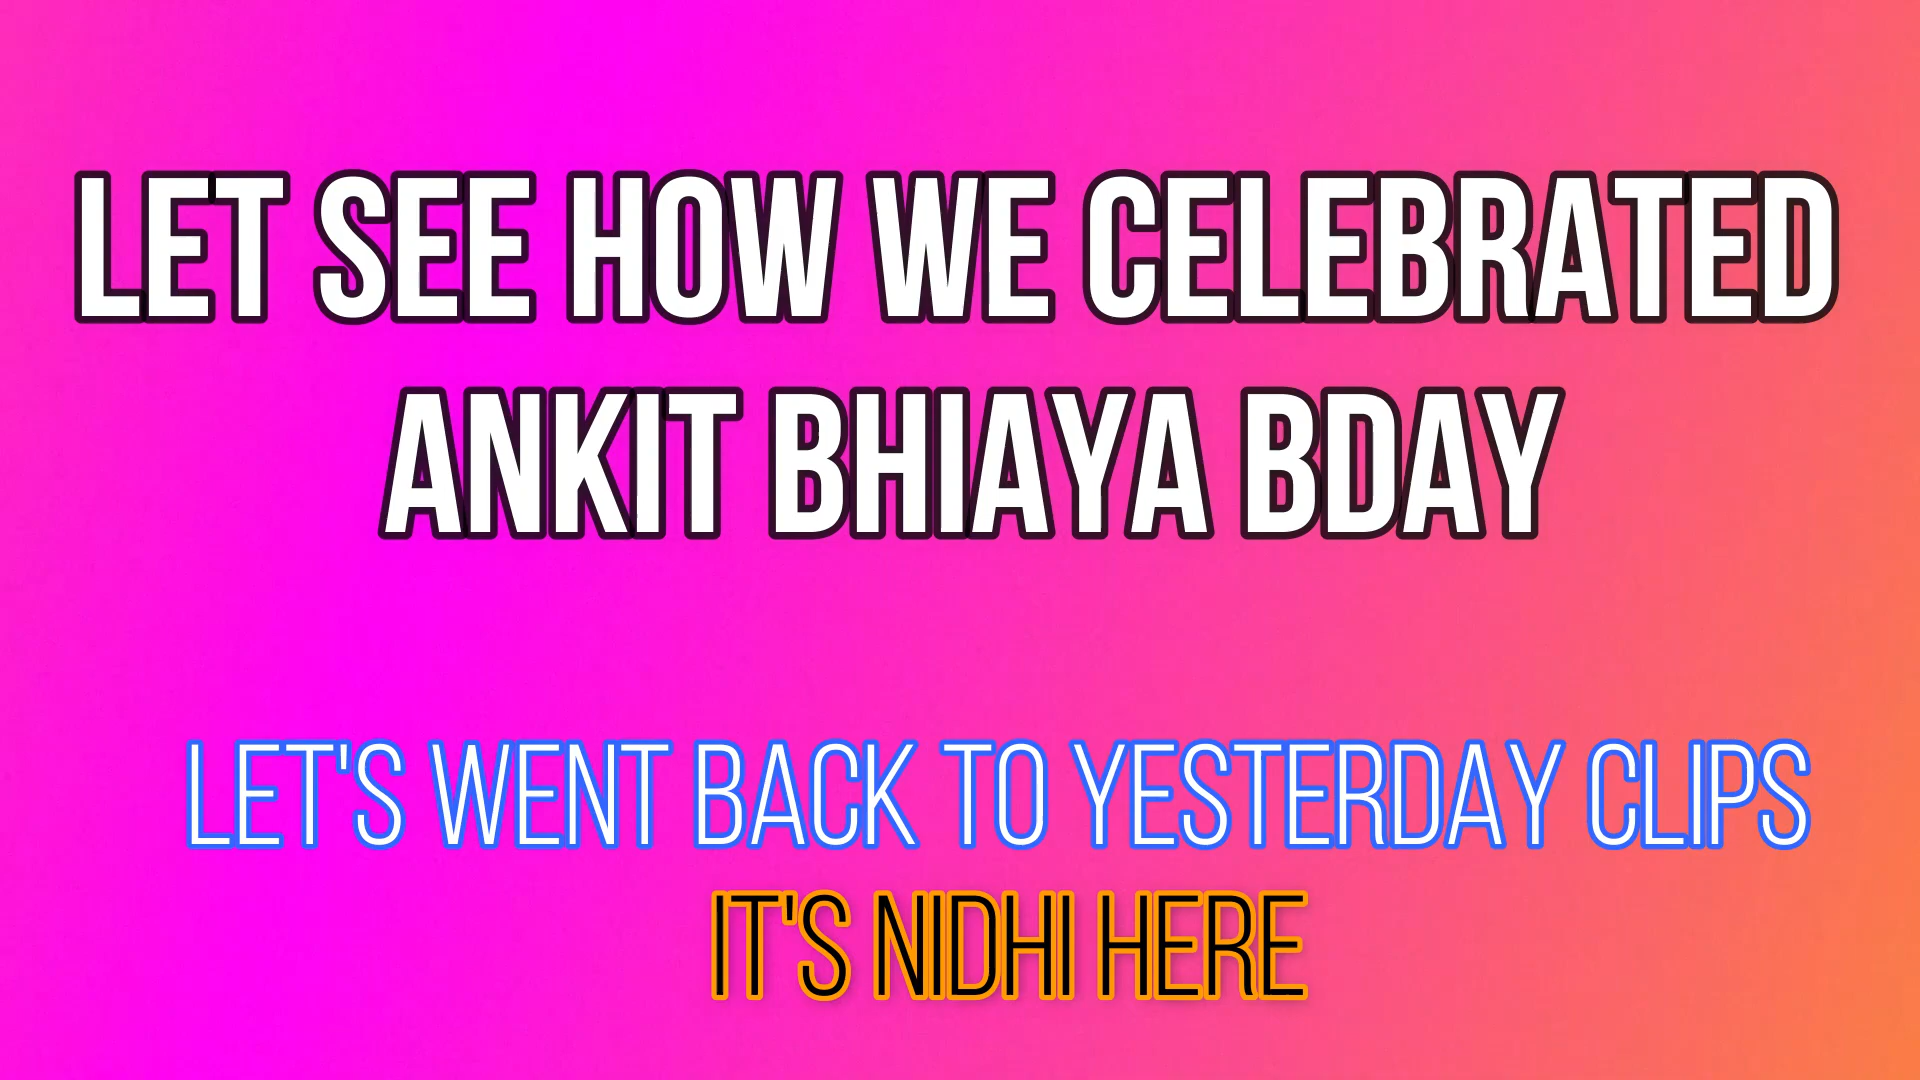 LET SEE HOW WE CELEBRATED
ANKIT BHIAYA BDAY
LET'S WENT BACK TO YESTERDAY CLIPS
IT'S NIDHI HERE